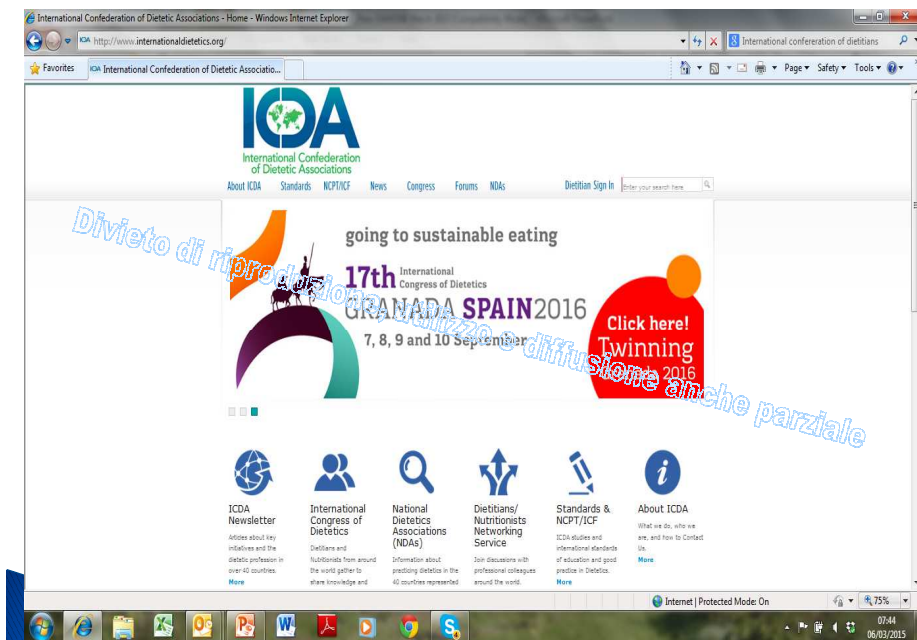 International Confederation of Dietetic Associations - Home - Windows Internet Explorer
http://www.internationaldietetics.org/
International confereration of dietitians
Favorites
International Confederation of Dietetic Associatio...
Page Safety Tools
ICDA
International Confederation
of Dietetic Associations
About ICDA Standards NCPT/ICF News Congress Forums NDAs Dietitian Sign In Enter your search here
Divieto di riproduzione, utilizzo e diffusione anche parziale
going to sustainable eating
17th International
Congress of Dietetics
GRANADA SPAIN2016
7, 8, 9 and 10 September
Click here!
Twinning
Granada 2016
ICDA
Newsletter
Articles about key
initiatives and the
dietetic profession in
over 40 countries.
More
International
Congress of
Dietetics
Dietitians and
Nutritionists from around
the world gather to
share knowledge and
National
Dietetics
Associations
(NDAs)
Information about
practicing dietetics in the
40 countries represented
Dietitians/
Nutritionists
Networking
Service
Join discussions with
professional colleagues
around the world.
Standards &
NCPT/ICF
ICDA studies and
international standards
of education and good
practice in Dietetics.
More
About ICDA
What we do, who we
are, and how to Contact
Us.
More
Internet | Protected Mode: On
75%
07:44
06/03/2015